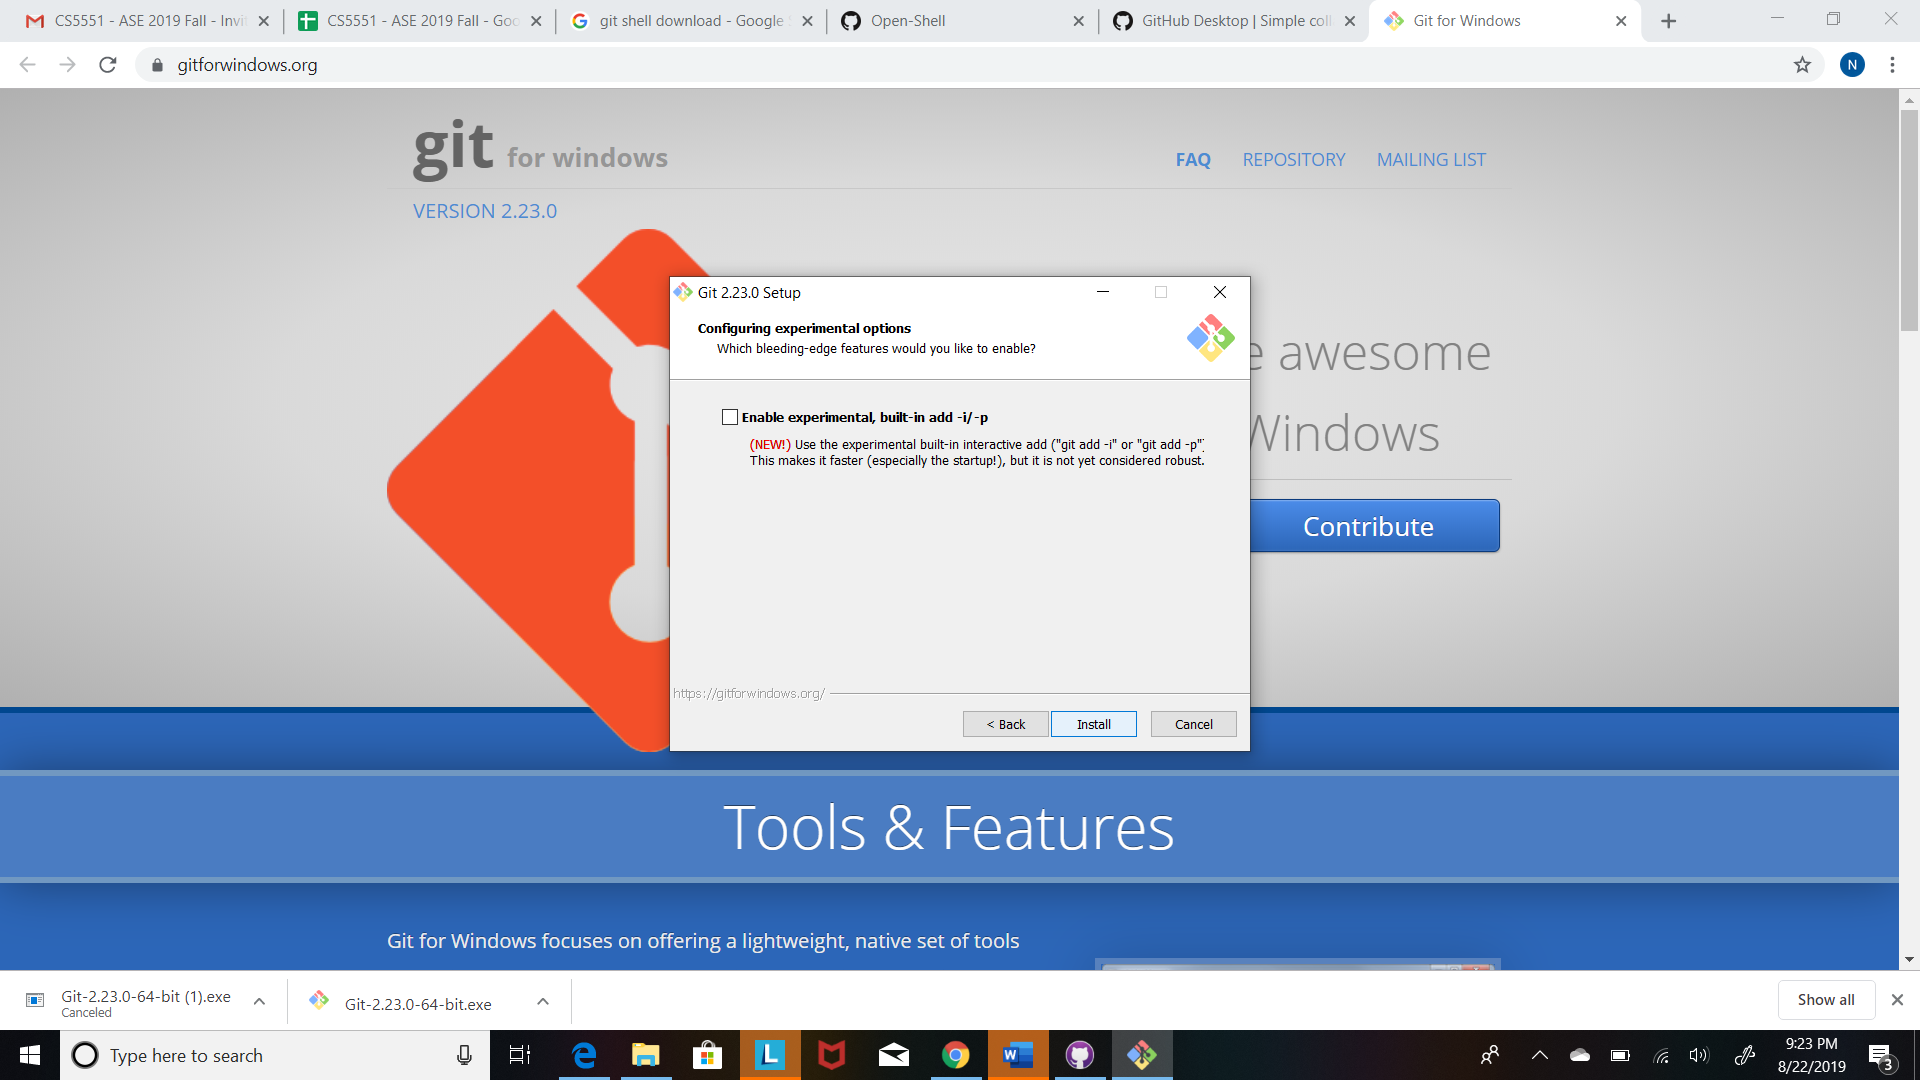 CS5551 - ASE 2019 Fall - Invit
CS5551 - ASE 2019 Fall - Goo
git shell download - Google S
Open-Shell
GitHub Desktop | Simple coll
Git for Windows
gitforwindows.org
N
git for windows
FAQ REPOSITORY MAILING LIST
VERSION 2.23.0
e awesome
Windows
Contribute
Git 2.23.0 Setup
Configuring experimental options
Which bleeding-edge features would you like to enable?
Enable experimental, built-in add -i/-p
(NEW!) Use the experimental built-in interactive add ("git add -i" or "git add -p")
This makes it faster (especially the startup!), but it is not yet considered robust.
https://gitforwindows.org/
< Back
Install
Cancel
Tools & Features
Git for Windows focuses on offering a lightweight, native set of tools
Git-2.23.0-64-bit (1).exe
Canceled
Git-2.23.0-64-bit.exe
Show all
Type here to search
9:23 PM
8/22/2019
3